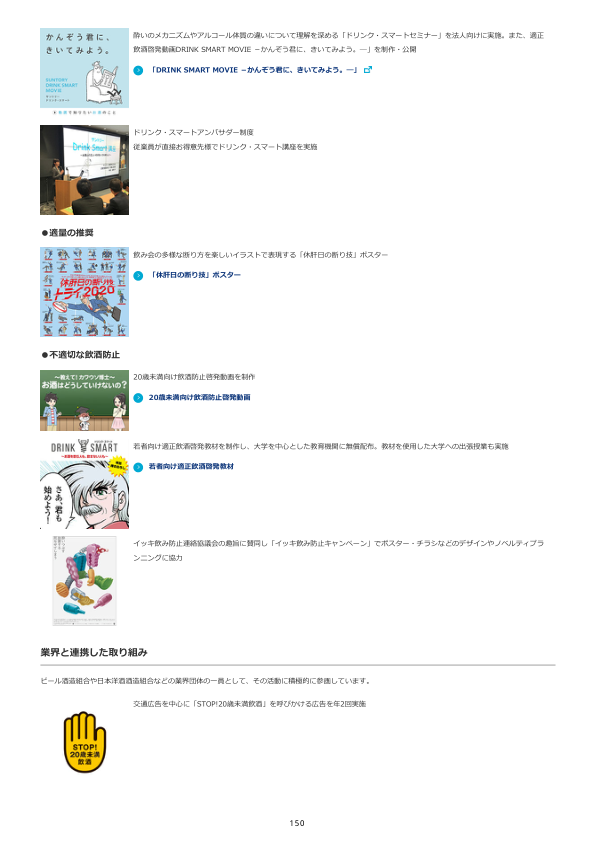 かんぞう君に、
きいてみよう。
SUNTORY
DRINK SMART
MOVIE
酔いのメカニズムやアルコール体質の違いについて理解を深める「ドリンク・スマートセミナー」を法人向けに実施。また、適正
飲酒啓発動画DRINK SMART MOVIE －かんぞう君に、きいてみよう。―」を制作・公開
「DRINK SMART MOVIE －かんぞう君に、きいてみよう。―」
Drink Smart
ドリンク・スマートアンバサダー制度
従業員が直接お得意先様でドリンク・スマート講座を実施
●適量の推奨
休肝日の断り技
トライ2020
飲み会の多様な断り方を楽しいイラストで表現する「休肝日の断り技」ポスター
「休肝日の断り技」ポスター
●不適切な飲酒防止
～教えて！カワウソ博士～
お酒はどうしていけないの？
20歳未満向け飲酒防止啓発動画を制作
20歳未満向け飲酒防止啓発動画
DRINK SMART
さあ、君も
始めよう！
若者向け適正飲酒啓発教材を制作し、大学を中心とした教育機関に無償配布。教材を使用した大学への出張授業も実施
若者向け適正飲酒啓発教材
イッキ飲み防止連絡協議会の趣旨に賛同し「イッキ飲み防止キャンペーン」でポスター・チラシなどのデザインやノベルティプラ
ンニングに協力
業界と連携した取り組み
ビール酒造組合や日本洋酒酒造組合などの業界団体の一員として、その活動に積極的に参画しています。
STOP!
20歳未満
飲酒
交通広告を中心に「STOP!20歳未満飲酒」を呼びかける広告を年2回実施
150